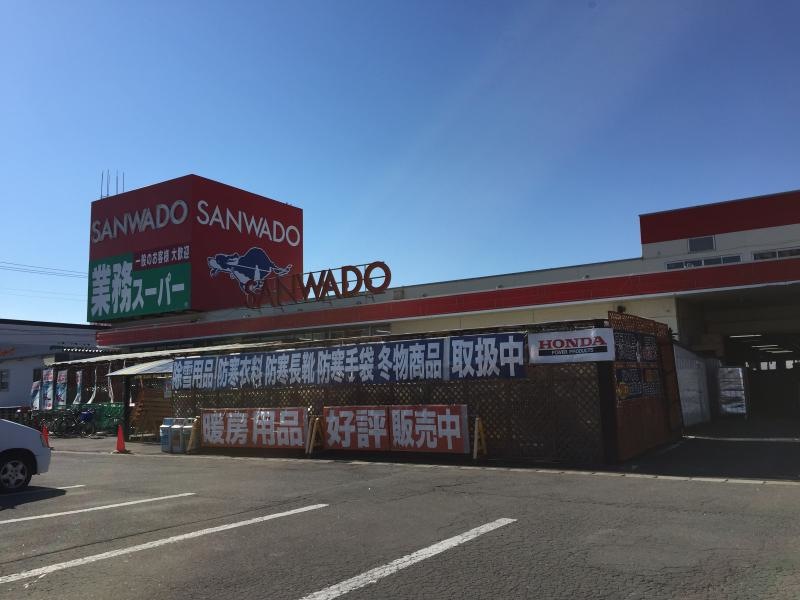 SANWADO
一般のお客様 大歓迎
業務スーパー
SANWADO
SANWADO
除雪用品 防寒衣料 防寒長靴 防寒手袋 冬物商品 取扱中
HONDA
POWER PRODUCTS
暖房用品 好評販売中